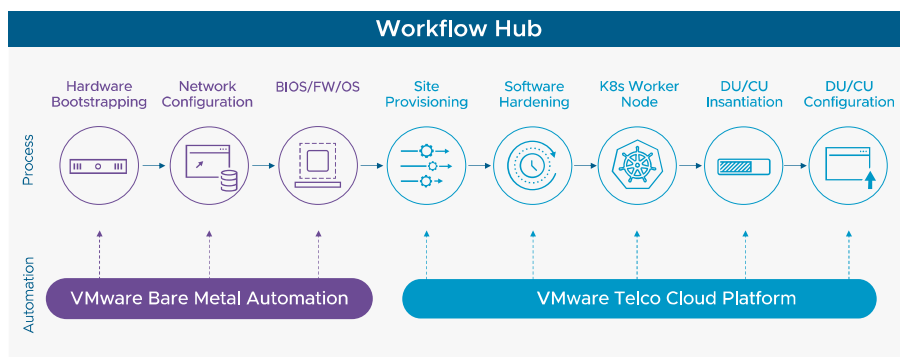 Workflow Hub
Hardware
Bootstrapping
Network
Configuration
BIOS/FW/OS
Site
Provisioning
Software
Hardening
K8s Worker
Node
DU/CU
Insantiation
DU/CU
Configuration
Process
Automation
VMware Bare Metal Automation
VMware Telco Cloud Platform